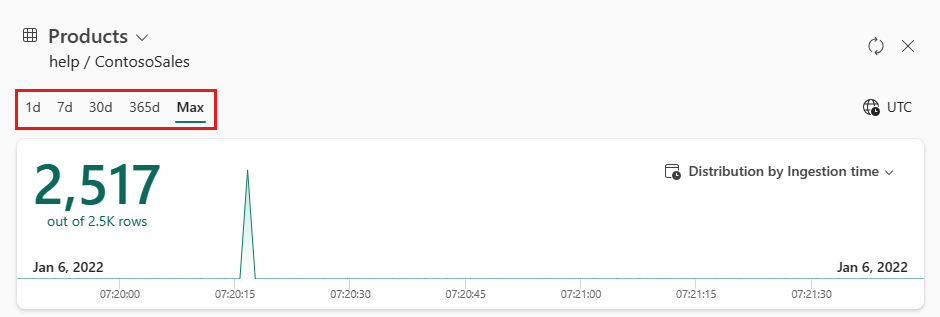 Products
help / ContosoSales
1d 7d 30d 365d Max
UTC
2,517
out of 2.5K rows
Distribution by Ingestion time
Jan 6, 2022 Jan 6, 2022
07:20:00 07:20:15 07:20:30 07:20:45 07:21:00 07:21:15 07:21:30